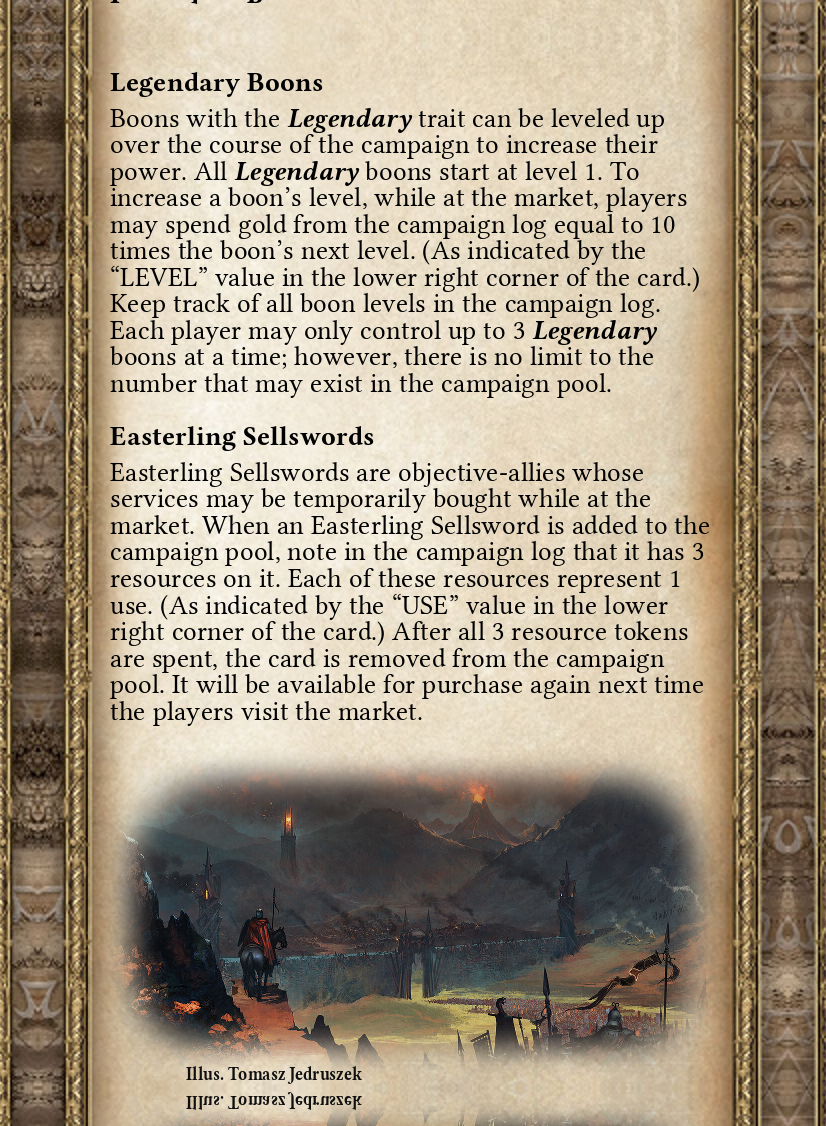 Legendary Boons
Boons with the Legendary trait can be leveled up
over the course of the campaign to increase their
power. All Legendary boons start at level 1. To
increase a boon’s level, while at the market, players
may spend gold from the campaign log equal to 10
times the boon’s next level. (As indicated by the
“LEVEL” value in the lower right corner of the card.)
Keep track of all boon levels in the campaign log.
Each player may only control up to 3 Legendary
boons at a time; however, there is no limit to the
number that may exist in the campaign pool.
Easterling Sellswords
Easterling Sellswords are objective-allies whose
services may be temporarily bought while at the
market. When an Easterling Sellsword is added to the
campaign pool, note in the campaign log that it has 3
resources on it. Each of these resources represent 1
use. (As indicated by the “USE” value in the lower
right corner of the card.) After all 3 resource tokens
are spent, the card is removed from the campaign
pool. It will be available for purchase again next time
the players visit the market.
Illus. Tomasz Jedruszek
Illus. Tomasz Jedruszek